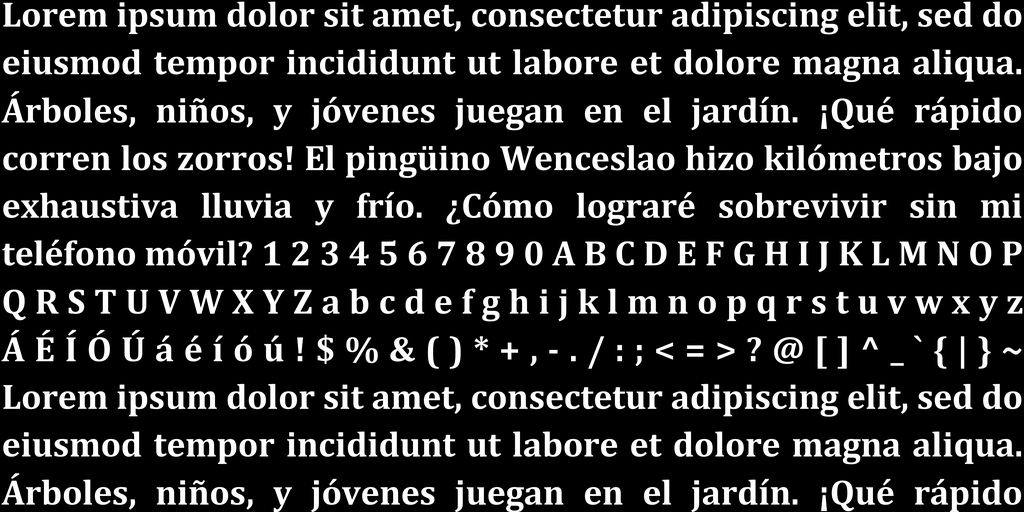 Lorem ipsum dolor sit amet, consectetur adipiscing elit, sed do
eiusmod tempor incididunt ut labore et dolore magna aliqua.
Árboles, niños, y jóvenes juegan en el jardín. ¡Qué rápido
corren los zorros! El pingüino Wenceslao hizo kilómetros bajo
exhaustiva lluvia y frío. ¿Cómo lograré sobrevivir sin mi
teléfono móvil? 1 2 3 4 5 6 7 8 9 0 A B C D E F G H I J K L M N O P
Q R S T U V W X Y Z a b c d e f g h i j k l m n o p q r s t u v w x y z
Á É Í Ó Ú á é í ó ú ! $ % & ( ) * + , - . / : ; < = > ? @ [ ] ^ _ ` { | } ~
Lorem ipsum dolor sit amet, consectetur adipiscing elit, sed do
eiusmod tempor incididunt ut labore et dolore magna aliqua.
Árboles, niños, y jóvenes juegan en el jardín. ¡Qué rápido